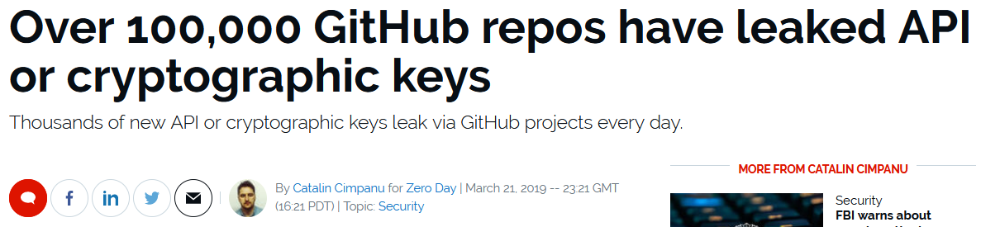 Over 100,000 GitHub repos have leaked API
or cryptographic keys
Thousands of new API or cryptographic keys leak via GitHub projects every day.
MORE FROM CATALIN CIMPANU
By Catalin Cimpanu for Zero Day | March 21, 2019 -- 23:21 GMT
(16:21 PDT) | Topic: Security
Security
FBI warns about